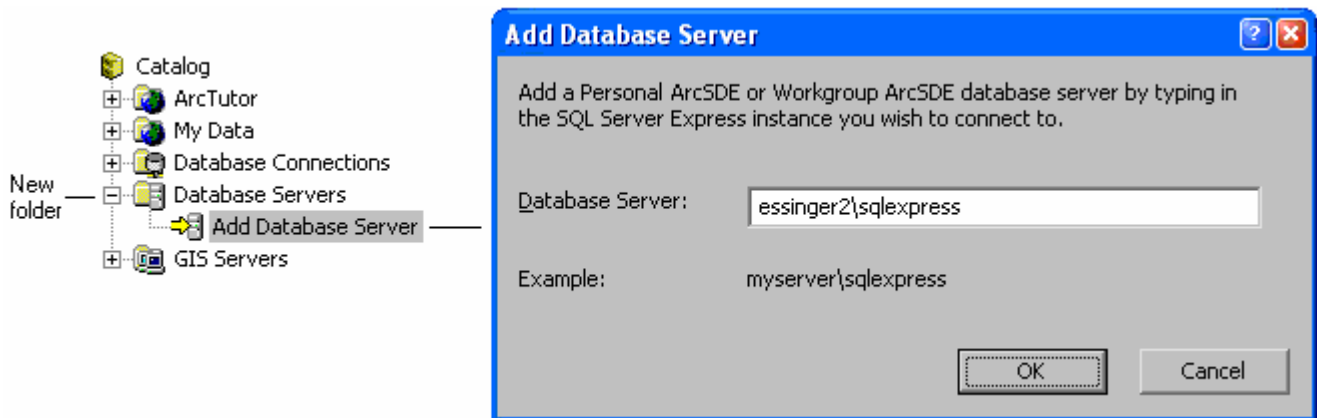 Catalog
ArcTutor
My Data
Database Connections
New folder
Database Servers
Add Database Server
GIS Servers
Add Database Server
Add a Personal ArcSDE or Workgroup ArcSDE database server by typing in
the SQL Server Express instance you wish to connect to.
Database Server:
essinger2\sqlexpress
Example:
myserver\sqlexpress
OK
Cancel